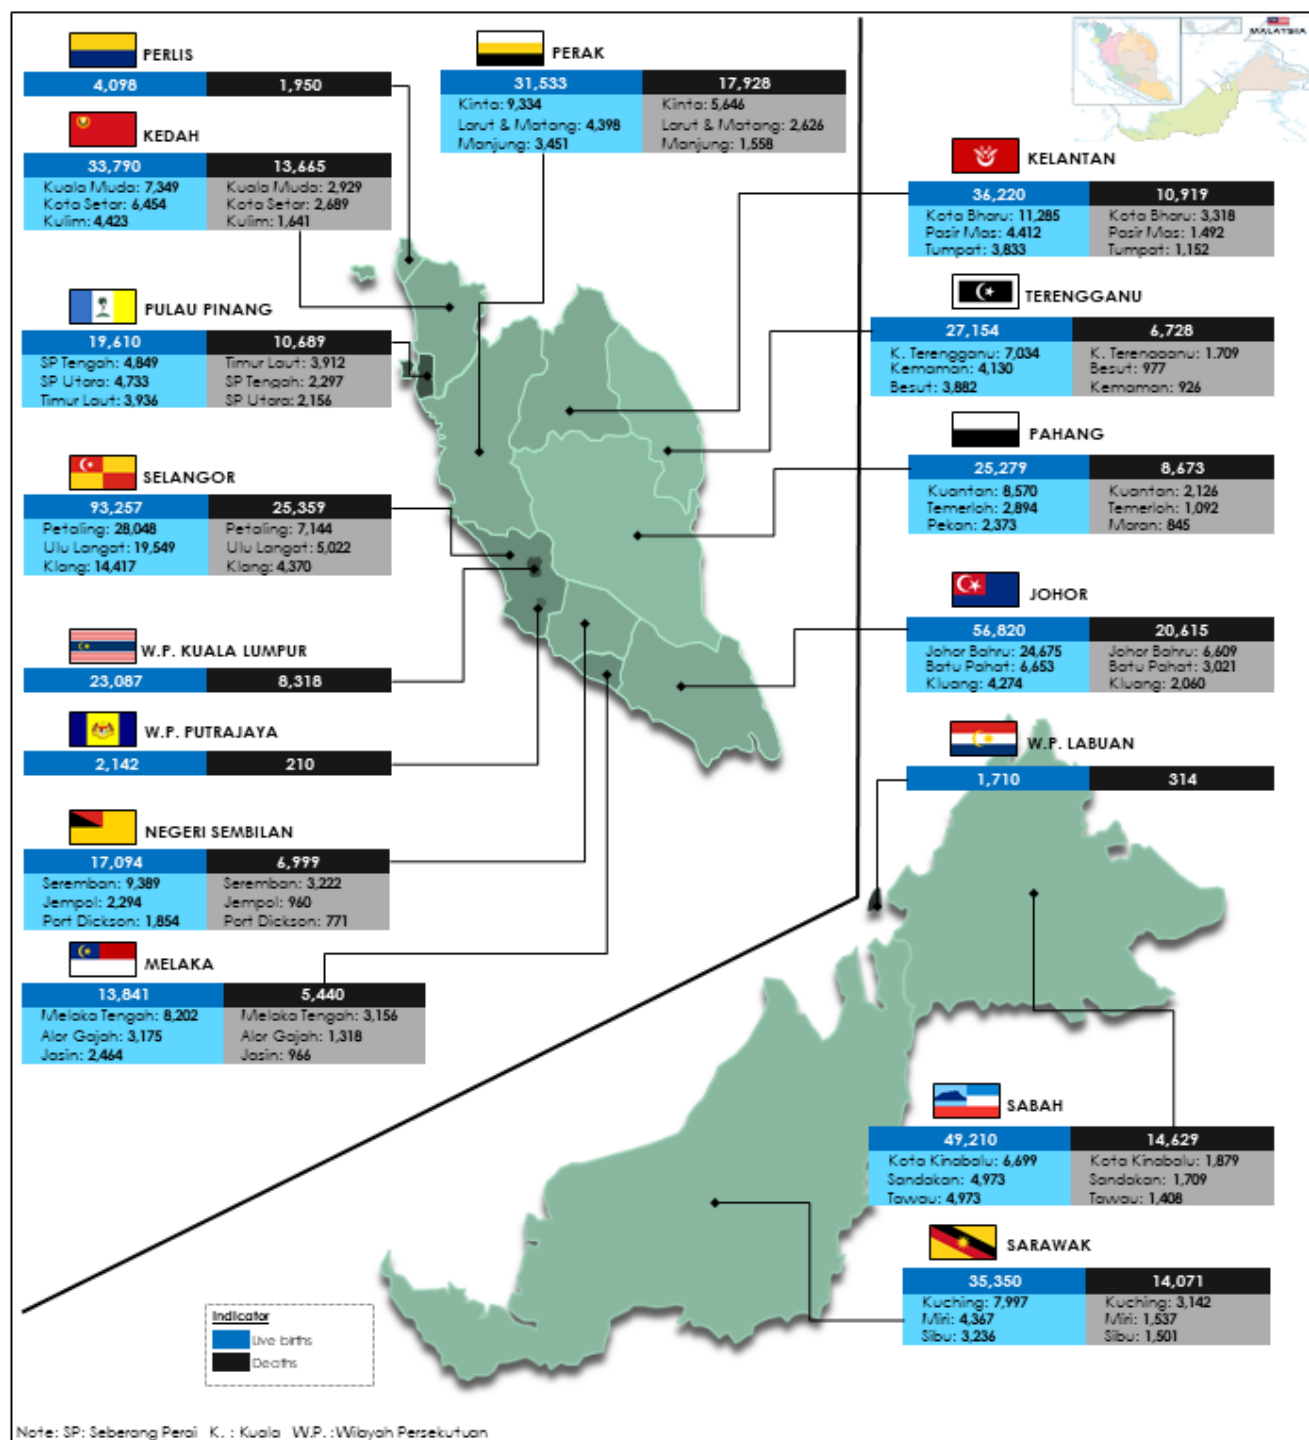 MALAYSIA
PERLIS
4,098 1,950
KEDAH
33,790 13,665
Kuala Muda: 7,349 Kuala Muda: 2,929
Kota Setar: 6,454 Kota Setar: 2,689
Kulim: 4,423 Kulim: 1,641
PULAU PINANG
19,610 10,689
SP Tengah: 4,849 Timur Laut: 3,912
SP Utara: 4,733 SP Tengah: 2,297
Timur Laut: 3,936 SP Utara: 2,156
SELANGOR
93,257 25,359
Petaling: 28,048 Petaling: 7,144
Ulu Langat: 19,549 Ulu Langat: 5,022
Klang: 14,417 Klang: 4,370
W.P. KUALA LUMPUR
23,087 8,318
W.P. PUTRAJAYA
2,142 210
NEGERI SEMBILAN
17,094 6,999
Seremban: 9,389 Seremban: 3,222
Jempol: 2,294 Jempol: 960
Port Dickson: 1,854 Port Dickson: 771
MELAKA
13,841 5,440
Melaka Tengah: 8,202 Melaka Tengah: 3,156
Alor Gajah: 3,175 Alor Gajah: 1,318
Jasin: 2,464 Jasin: 966
PERAK
31,533 17,928
Kinta: 9,334 Kinta: 5,646
Larut & Matang: 4,398 Larut & Matang: 2,626
Manjung: 3,451 Manjung: 1,558
KELANTAN
36,220 10,919
Kota Bharu: 11,285 Kota Bharu: 3,318
Pasir Mas: 4.412 Pasir Mas: 1.492
Tumpat: 3,833 Tumpat: 1,152
TERENGGANU
27,154 6,728
K. Terengganu: 7,034 K. Terengganu: 1.709
Kemaman: 4,130 Besut: 977
Besut: 3,882 Kemaman: 926
PAHANG
25,279 8,673
Kuantan: 8,570 Kuantan: 2,126
Temerloh: 2,894 Temerloh: 1,092
Pekan: 2,373 Maran: 845
JOHOR
56,820 20,615
Johor Bahru: 24,675 Johor Bahru: 6,609
Batu Pahat: 6,653 Batu Pahat: 3,021
Kluang: 4,274 Kluang: 2,060
W.P. LABUAN
1,710 314
SABAH
49,210 14,629
Kota Kinabalu: 6,699 Kota Kinabalu: 1,879
Sandakan: 4,973 Sandakan: 1,709
Tawau: 4,973 Tawau: 1,408
SARAWAK
35,350 14,071
Kuching: 7,997 Kuching: 3,142
Miri: 4,367 Miri: 1,537
Sibu: 3,236 Sibu: 1,501
Indicator
Live births
Deaths
Note: SP: Seberang Perai K. : Kuala W.P. : Wilayah Persekutuan